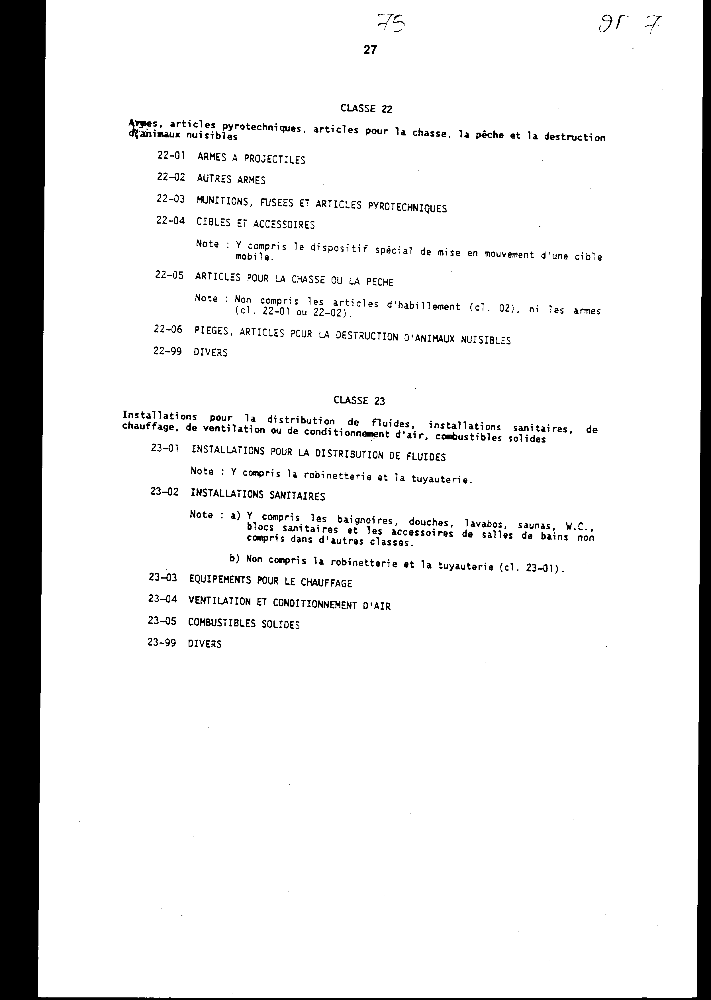 75 gr 7
27
CLASSE 22
Armes, articles pyrotechniques, articles pour la chasse, la pêche et la destruction
d'animaux nuisibles
22-01 ARMES A PROJECTILES
22-02 AUTRES ARMES
22-03 MUNITIONS, FUSEES ET ARTICLES PYROTECHNIQUES
22-04 CIBLES ET ACCESSOIRES
Note : Y compris le dispositif spécial de mise en mouvement d'une cible
mobile.
22-05 ARTICLES POUR LA CHASSE OU LA PECHE
Note : Non compris les articles d'habillement (cl. 02), ni les armes
(cl. 22-01 ou 22-02).
22-06 PIEGES, ARTICLES POUR LA DESTRUCTION D'ANIMAUX NUISIBLES
22-99 DIVERS
CLASSE 23
Installations pour la distribution de fluides, installations sanitaires, de
chauffage, de ventilation ou de conditionnement d'air, combustibles solides
23-01 INSTALLATIONS POUR LA DISTRIBUTION DE FLUIDES
Note : Y compris la robinetterie et la tuyauterie.
23-02 INSTALLATIONS SANITAIRES
Note : a) Y compris les baignoires, douches, lavabos, saunas, W.C.,
blocs sanitaires et les accessoires de salles de bains non
compris dans d'autres classes.
b) Non compris la robinetterie et la tuyauterie (cl. 23-01).
23-03 EQUIPEMENTS POUR LE CHAUFFAGE
23-04 VENTILATION ET CONDITIONNEMENT D'AIR
23-05 COMBUSTIBLES SOLIDES
23-99 DIVERS